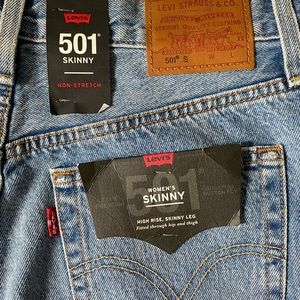 Levi's
501®
SKINNY
NON-STRETCH
LEVI STRAUSS & CO.
501® S
W L
Levi's
501
WOMEN'S
SKINNY
HIGH RISE, SKINNY LEG
Fitted through hip and thigh